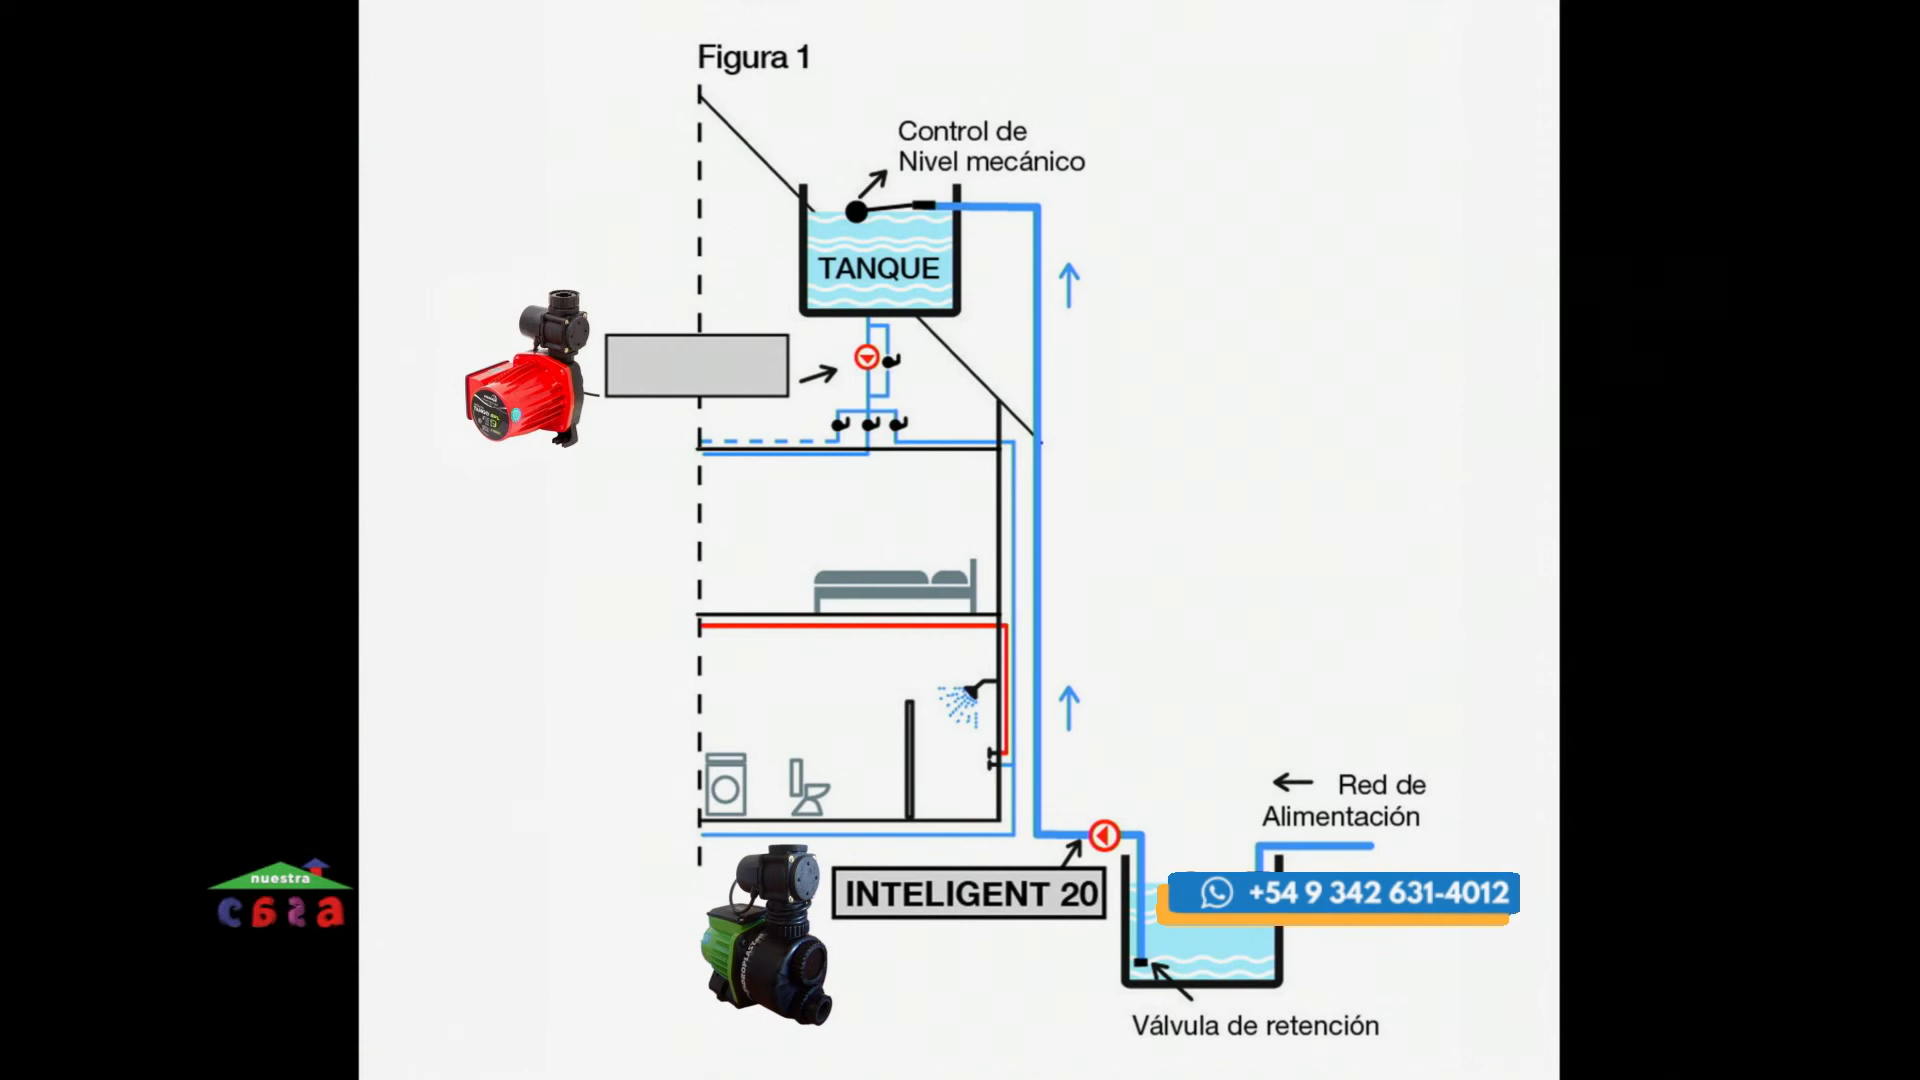 Figura 1
Control de
Nivel mecánico
TANQUE
Red de
Alimentación
nuestra
casa
INTELIGENT 20
+54 9 342 631-4012
Válvula de retención